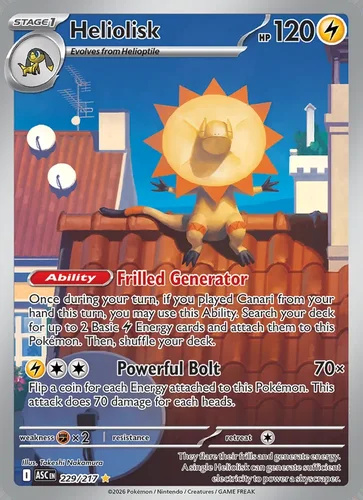 STAGE 1
Heliolisk
HP 120
Evolves from Helioptile
Ability Frilled Generator
Once during your turn, if you played Canari from your
hand this turn, you may use this Ability. Search your deck
for up to 2 Basic Energy cards and attach them to this
Pokémon. Then, shuffle your deck.
Powerful Bolt 70×
Flip a coin for each Energy attached to this Pokémon. This
attack does 70 damage for each heads.
weakness ×2 resistance retreat
Illus. Takeshi Nakamura
I ASC EN 229/217
They flare their frills and generate energy.
A single Heliolisk can generate sufficient
electricity to power a skyscraper.
©2026 Pokémon / Nintendo / Creatures / GAME FREAK